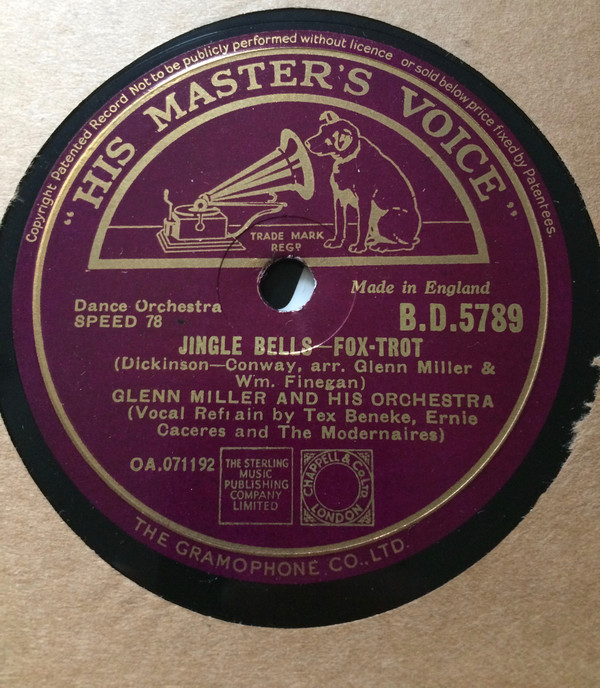 Copyright Patented Record Not to be publicly performed without licence or sold below price fixed by Patentees.
"HIS MASTER'S VOICE"
TRADE MARK
REGD
Made in England
Dance Orchestra
SPEED 78
B.D.5789
JINGLE BELLS—FOX-TROT
(Dickinson—Conway, arr. Glenn Miller &
Wm. Finegan)
GLENN MILLER AND HIS ORCHESTRA
(Vocal Refrain by Tex Beneke, Ernie
Caceres and The Modernaires)
OA.071192
THE STERLING
MUSIC
PUBLISHING
COMPANY
LIMITED
CHAPPELL & Co LTD.
LONDON
THE GRAMOPHONE CO., LTD.